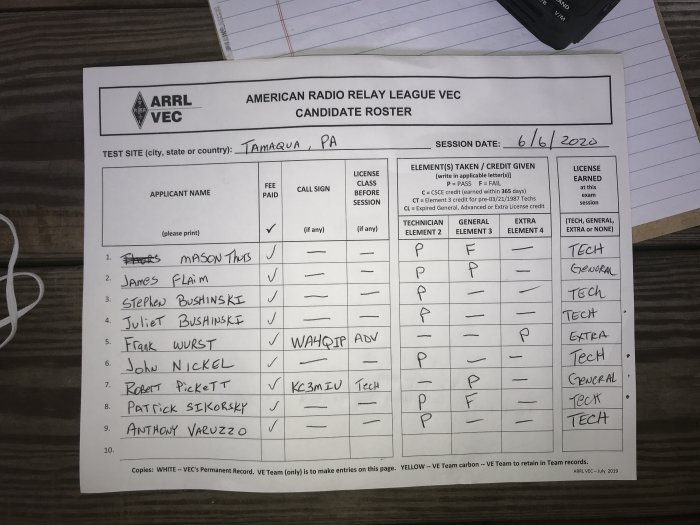 ARRL VEC
AMERICAN RADIO RELAY LEAGUE VEC
CANDIDATE ROSTER
TEST SITE (city, state or country): TAMAQUA, PA SESSION DATE: 6/6/2020
APPLICANT NAME (please print) FEE PAID ✓ CALL SIGN (if any) LICENSE CLASS BEFORE SESSION (if any)
ELEMENT(S) TAKEN / CREDIT GIVEN
(write in applicable letter[s])
P = PASS F = FAIL
C = CSCE credit (earned within 365 days)
CT = Element 3 credit for pre-03/21/1987 Techs
CL = Expired General, Advanced or Extra License credit
TECHNICIAN ELEMENT 2 GENERAL ELEMENT 3 EXTRA ELEMENT 4
LICENSE EARNED at this exam session (TECH, GENERAL, EXTRA or NONE)
1. MASON ✓ — — P F — TECH
2. JAMES FLAIM ✓ — — P P — GENERAL
3. STEPHEN BUSHINSKI ✓ — — P — — TECH
4. JULIET BUSHINSKI ✓ — — P — — TECH
5. FRANK WURST ✓ WA4QIP ADV — — P EXTRA
6. JOHN NICKEL ✓ — — P — — TECH
7. ROBERT PICKETT ✓ KC3MIU TECH — P — GENERAL
8. PATRICK SIKORSKY ✓ — — P F — TECH
9. ANTHONY VARUZZO ✓ — — P — — TECH
10.
Copies: WHITE -- VEC's Permanent Record. VE Team (only) is to make entries on this page. YELLOW -- VE Team carbon -- VE Team to retain in Team records.
ARRL VEC – July 2019